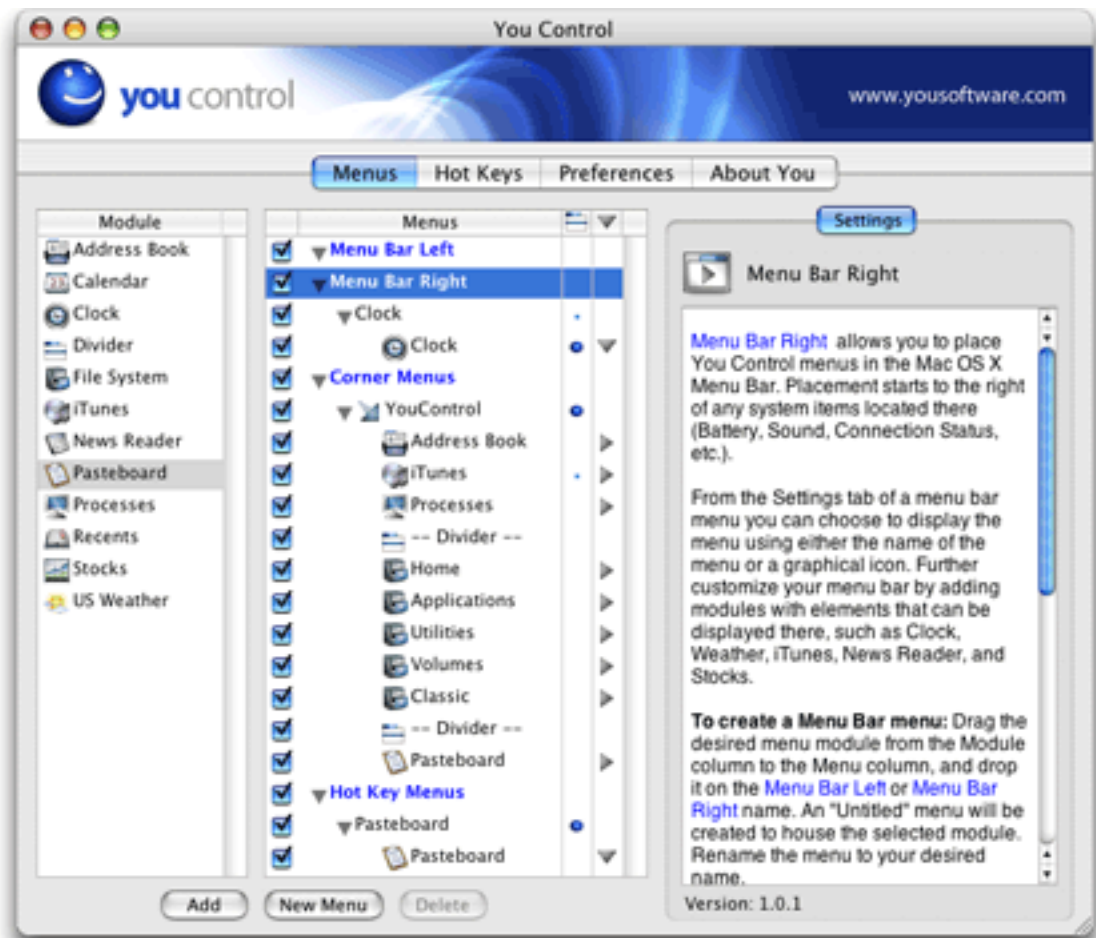 You Control
you control
www.yousoftware.com
Menus Hot Keys Preferences About You
Module
Address Book
Calendar
Clock
Divider
File System
iTunes
News Reader
Pasteboard
Processes
Recents
Stocks
US Weather
Menus
Menu Bar Left
Menu Bar Right
Clock
Clock
Corner Menus
YouControl
Address Book
iTunes
Processes
-- Divider --
Home
Applications
Utilities
Volumes
Classic
-- Divider --
Pasteboard
Hot Key Menus
Pasteboard
Pasteboard
Settings
Menu Bar Right
Menu Bar Right allows you to place
You Control menus in the Mac OS X
Menu Bar. Placement starts to the right
of any system items located there
(Battery, Sound, Connection Status,
etc.).
From the Settings tab of a menu bar
menu you can choose to display the
menu using either the name of the
menu or a graphical icon. Further
customize your menu bar by adding
modules with elements that can be
displayed there, such as Clock,
Weather, iTunes, News Reader, and
Stocks.
To create a Menu Bar menu: Drag the
desired menu module from the Module
column to the Menu column, and drop
it on the Menu Bar Left or Menu Bar
Right name. An "Untitled" menu will be
created to house the selected module.
Rename the menu to your desired
name.
Add New Menu Delete
Version: 1.0.1